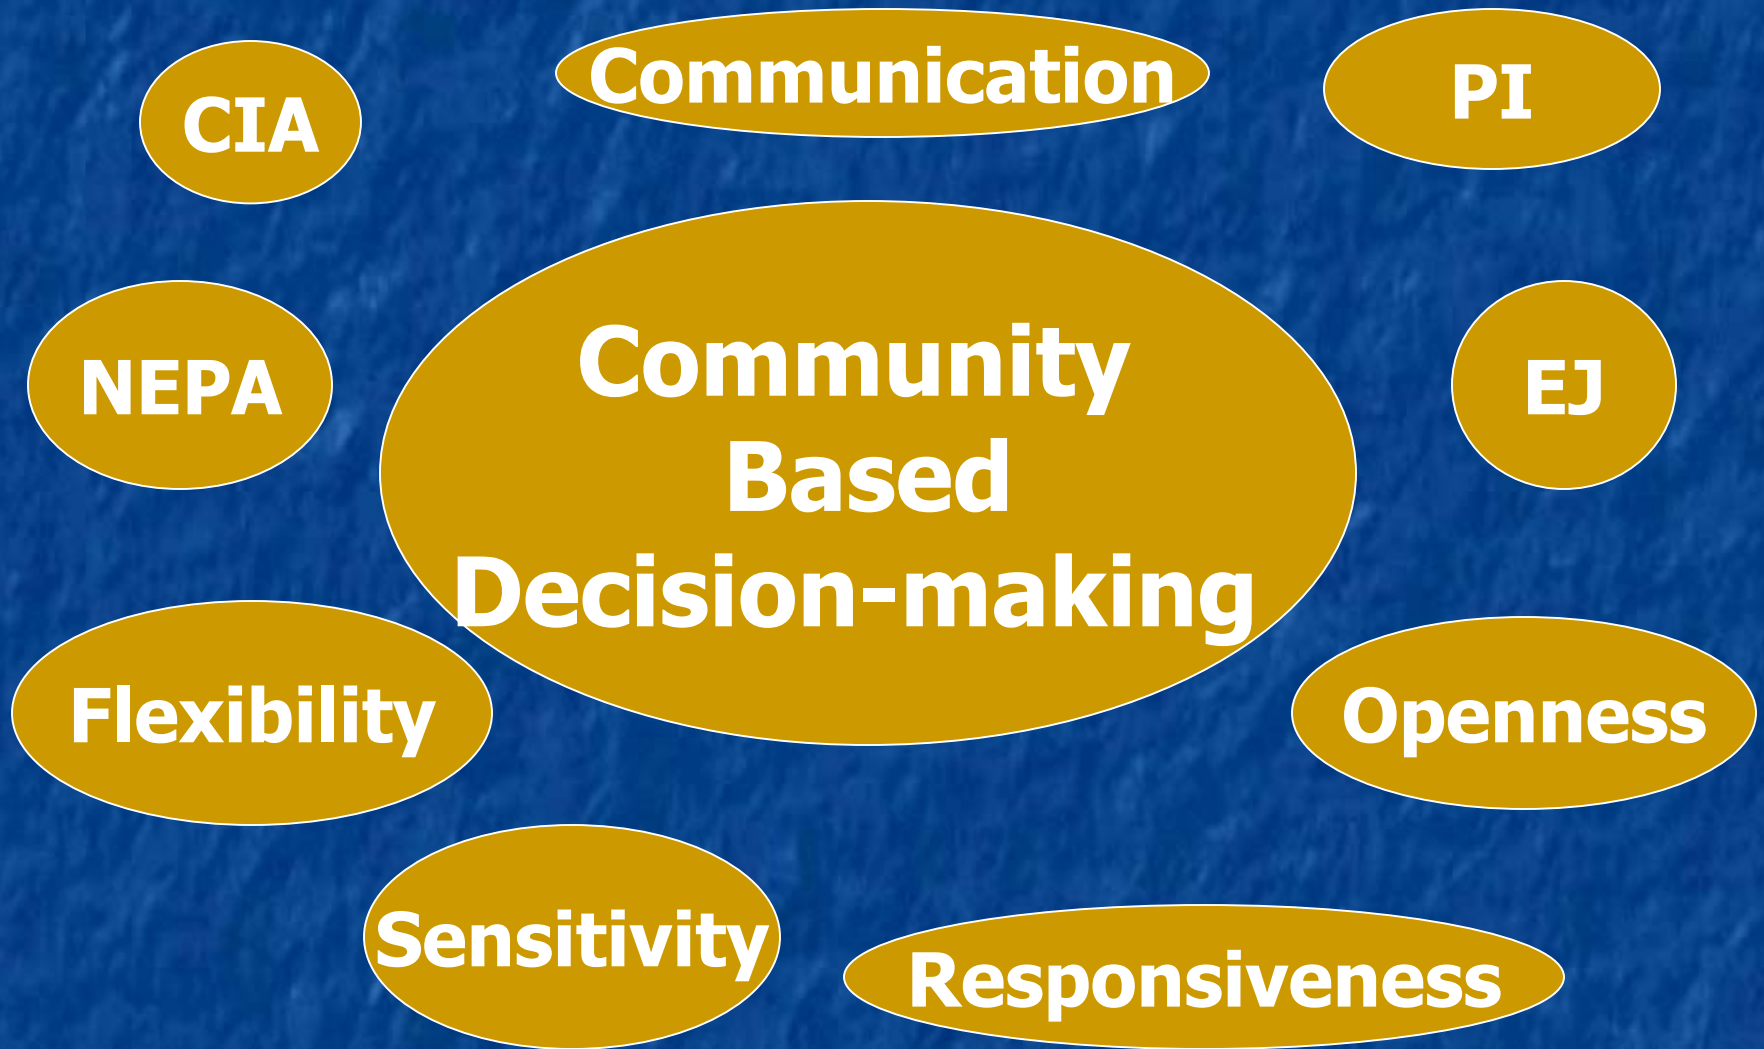 CIA
Communication
PI
NEPA
Community
Based
Decision-making
EJ
Flexibility
Openness
Sensitivity
Responsiveness